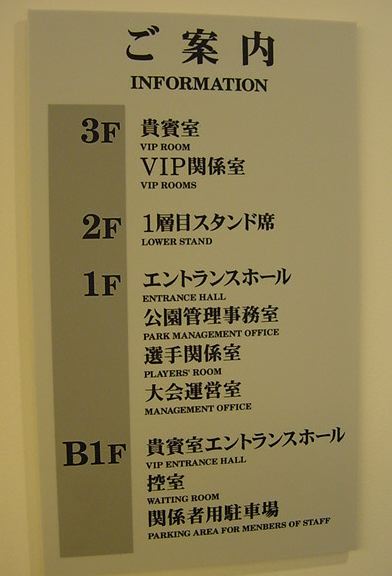 ご案内
INFORMATION
3F 貴賓室
VIP ROOM
VIP関係室
VIP ROOMS
2F 1層目スタンド席
LOWER STAND
1F エントランスホール
ENTRANCE HALL
公園管理事務室
PARK MANAGEMENT OFFICE
選手関係室
PLAYERS' ROOM
大会運営室
MANAGEMENT OFFICE
B1F 貴賓室エントランスホール
VIP ENTRANCE HALL
控室
WAITING ROOM
関係者用駐車場
PARKING AREA FOR MENBERS OF STAFF